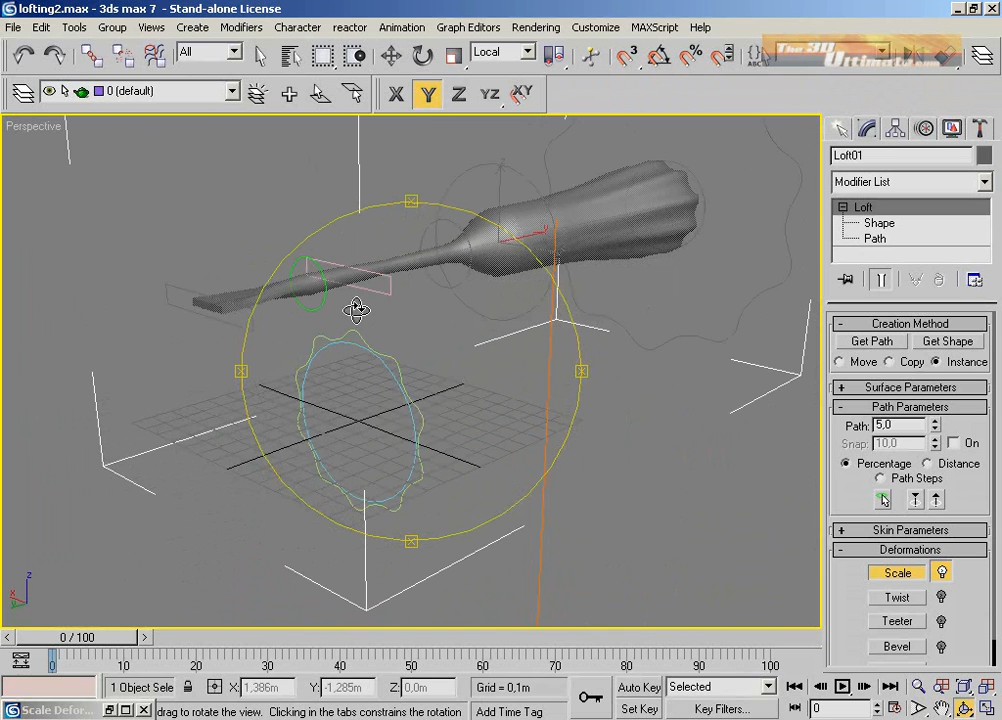 lofting2.max - 3ds max 7 - Stand-alone License
File Edit Tools Group Views Create Modifiers Character reactor Animation Graph Editors Rendering Customize MAXScript Help
All
Local
The 3D
Ultimate.com
0 (default)
X Y Z YZ XY
Perspective
Loft01
Modifier List
Loft
Shape
Path
Creation Method
Get Path Get Shape
Move Copy Instance
Surface Parameters
Path Parameters
Path: 5,0
Snap: 10,0 On
Percentage Distance
Path Steps
Skin Parameters
Deformations
Scale
Twist
Teeter
Bevel
0 / 100
0 10 20 30 40 50 60 70 80 90 100
1 Object Sele X: 1,386m Y: -1,285m Z: 0,0m Grid = 0,1m Auto Key Selected
Scale Defor... drag to rotate the view. Clicking in the tabs constrains the rotation Add Time Tag Set Key Key Filters... 0